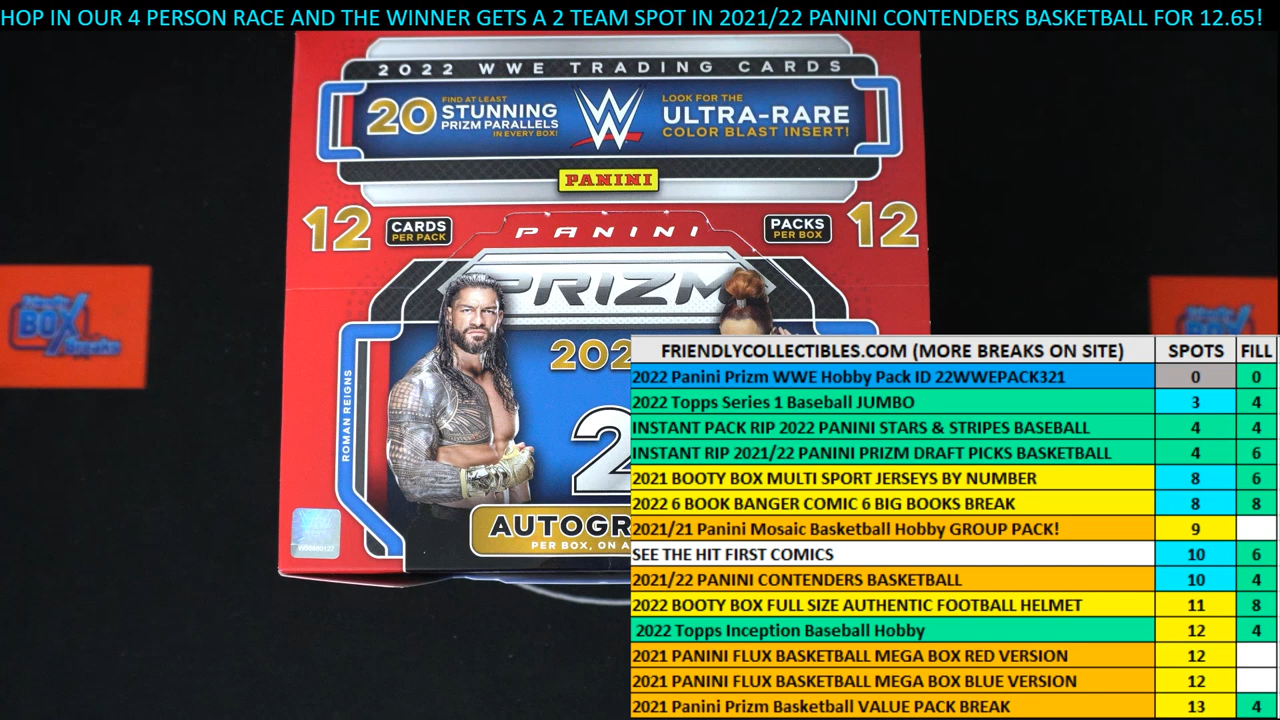 HOP IN OUR 4 PERSON RACE AND THE WINNER GETS A 2 TEAM SPOT IN 2021/22 PANINI CONTENDERS BASKETBALL FOR 12.65!
2022 WWE TRADING CARDS
20 FIND AT LEAST
STUNNING
PRIZM PARALLELS
IN EVERY BOX!
W
LOOK FOR THE
ULTRA-RARE
COLOR BLAST INSERT!
PANINI
12 CARDS
PER PACK
PACKS
PER BOX 12
PANINI
PRIZM
ROMAN REIGNS
202
2
AUTOGR
PER BOX, ON A
BOX
Breaks
BOX
FRIENDLYCOLLECTIBLES.COM (MORE BREAKS ON SITE) SPOTS FILL
2022 Panini Prizm WWE Hobby Pack ID 22WWEPACK321 0 0
2022 Topps Series 1 Baseball JUMBO 3 4
INSTANT PACK RIP 2022 PANINI STARS & STRIPES BASEBALL 4 4
INSTANT RIP 2021/22 PANINI PRIZM DRAFT PICKS BASKETBALL 4 6
2021 BOOTY BOX MULTI SPORT JERSEYS BY NUMBER 8 6
2022 6 BOOK BANGER COMIC 6 BIG BOOKS BREAK 8 8
2021/21 Panini Mosaic Basketball Hobby GROUP PACK! 9
SEE THE HIT FIRST COMICS 10 6
2021/22 PANINI CONTENDERS BASKETBALL 10 4
2022 BOOTY BOX FULL SIZE AUTHENTIC FOOTBALL HELMET 11 8
2022 Topps Inception Baseball Hobby 12 4
2021 PANINI FLUX BASKETBALL MEGA BOX RED VERSION 12
2021 PANINI FLUX BASKETBALL MEGA BOX BLUE VERSION 12
2021 Panini Prizm Basketball VALUE PACK BREAK 13 4